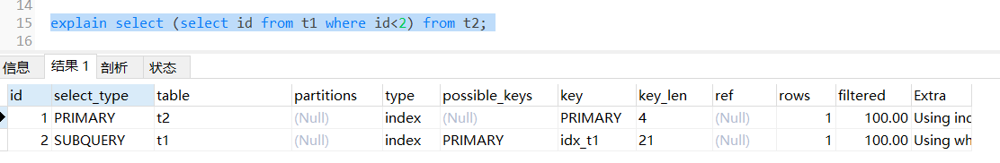 14
15 explain select (select id from t1 where id<2) from t2;
16
信息 结果 1 剖析 状态
id select_type table partitions type possible_keys key key_len ref rows filtered Extra
1 PRIMARY t2 (Null) index (Null) PRIMARY 4 (Null) 1 100.00 Using inc
2 SUBQUERY t1 (Null) index PRIMARY idx_t1 21 (Null) 1 100.00 Using wh